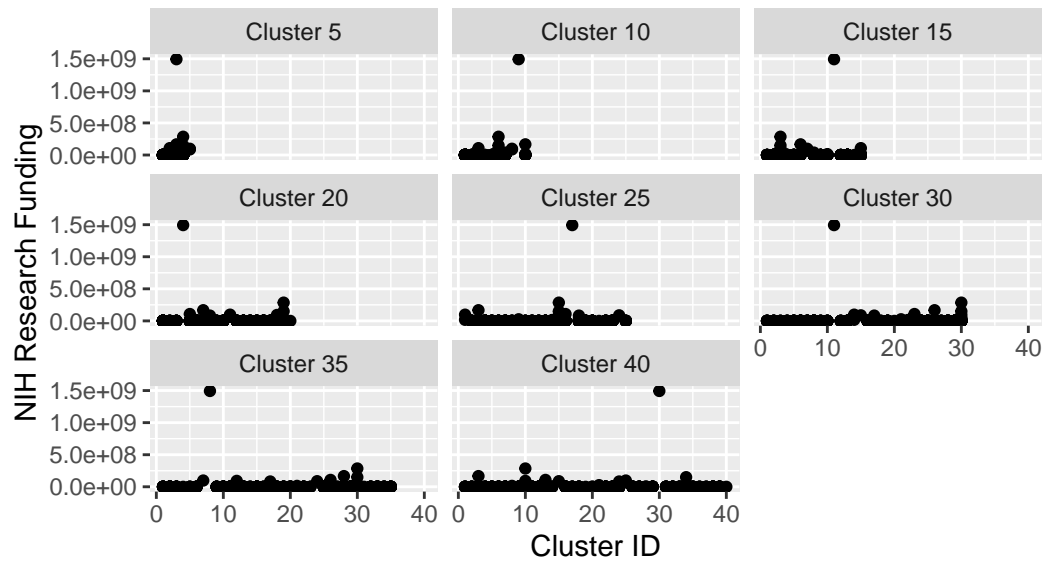 Cluster 5
Cluster 10
Cluster 15
1.5e+09
1.0e+09
5.0e+08
0.0e+00
Cluster 20
Cluster 25
Cluster 30
1.5e+09
1.0e+09
5.0e+08
0.0e+00
0 10 20 30 40
Cluster 35
Cluster 40
1.5e+09
1.0e+09
5.0e+08
0.0e+00
0 10 20 30 40
0 10 20 30 40
NIH Research Funding
Cluster ID